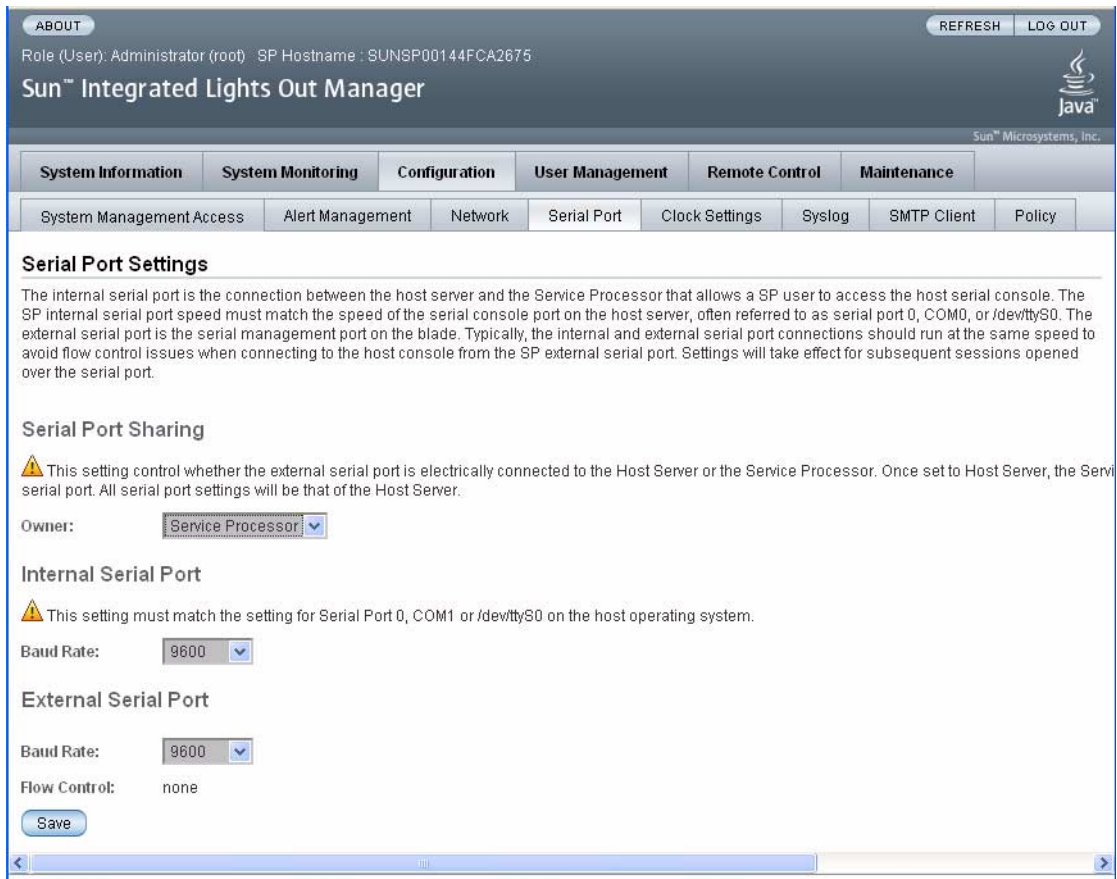 ABOUT
REFRESH LOG OUT
Role (User): Administrator (root) SP Hostname : SUNSP00144FCA2675
Sun™ Integrated Lights Out Manager
Java™
Sun™ Microsystems, Inc.
System Information System Monitoring Configuration User Management Remote Control Maintenance
System Management Access Alert Management Network Serial Port Clock Settings Syslog SMTP Client Policy
Serial Port Settings
The internal serial port is the connection between the host server and the Service Processor that allows a SP user to access the host serial console. The
SP internal serial port speed must match the speed of the serial console port on the host server, often referred to as serial port 0, COM0, or /dev/ttyS0. The
external serial port is the serial management port on the blade. Typically, the internal and external serial port connections should run at the same speed to
avoid flow control issues when connecting to the host console from the SP external serial port. Settings will take effect for subsequent sessions opened
over the serial port.
Serial Port Sharing
This setting control whether the external serial port is electrically connected to the Host Server or the Service Processor. Once set to Host Server, the Servi
serial port. All serial port settings will be that of the Host Server.
Owner: Service Processor
Internal Serial Port
This setting must match the setting for Serial Port 0, COM1 or /dev/ttyS0 on the host operating system.
Baud Rate: 9600
External Serial Port
Baud Rate: 9600
Flow Control: none
Save